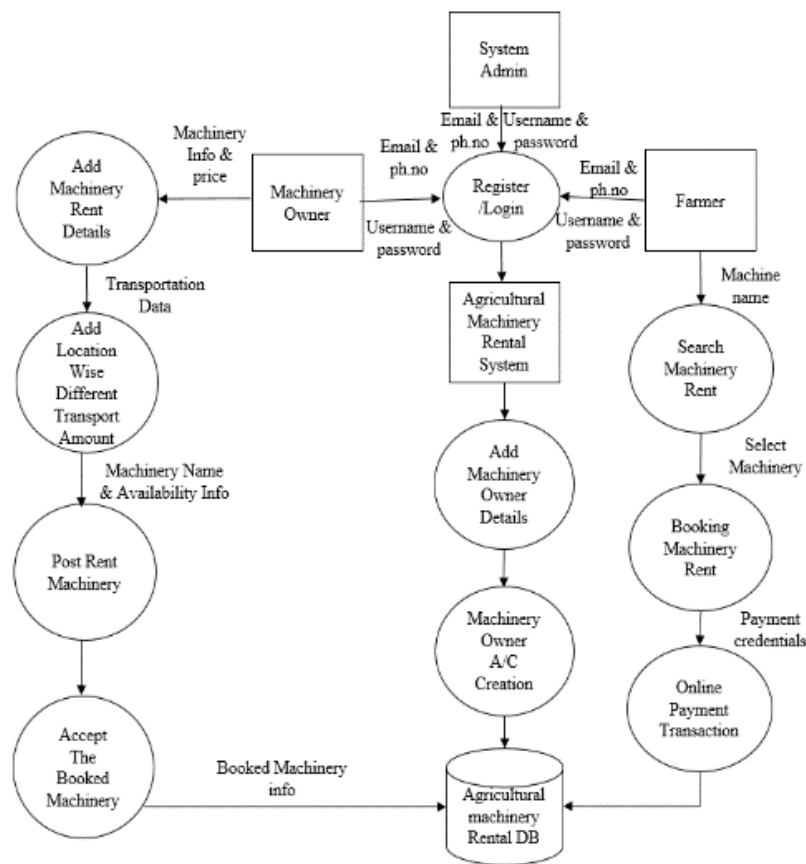 System
Admin
Email &
ph.no
Username &
password
Machinery
Info &
price
Email &
ph.no
Email &
ph.no
Add
Machinery
Rent
Details
Machinery
Owner
Register
/Login
Farmer
Username &
password
Username &
password
Transportation
Data
Machine
name
Agricultural
Machinery
Rental
System
Add
Location
Wise
Different
Transport
Amount
Search
Machinery
Rent
Machinery Name
& Availability Info
Add
Machinery
Owner
Details
Select
Machinery
Post Rent
Machinery
Booking
Machinery
Rent
Machinery
Owner
A/C
Creation
Payment
credentials
Online
Payment
Transaction
Accept
The
Booked
Machinery
Booked Machinery
info
Agricultural
machinery
Rental DB